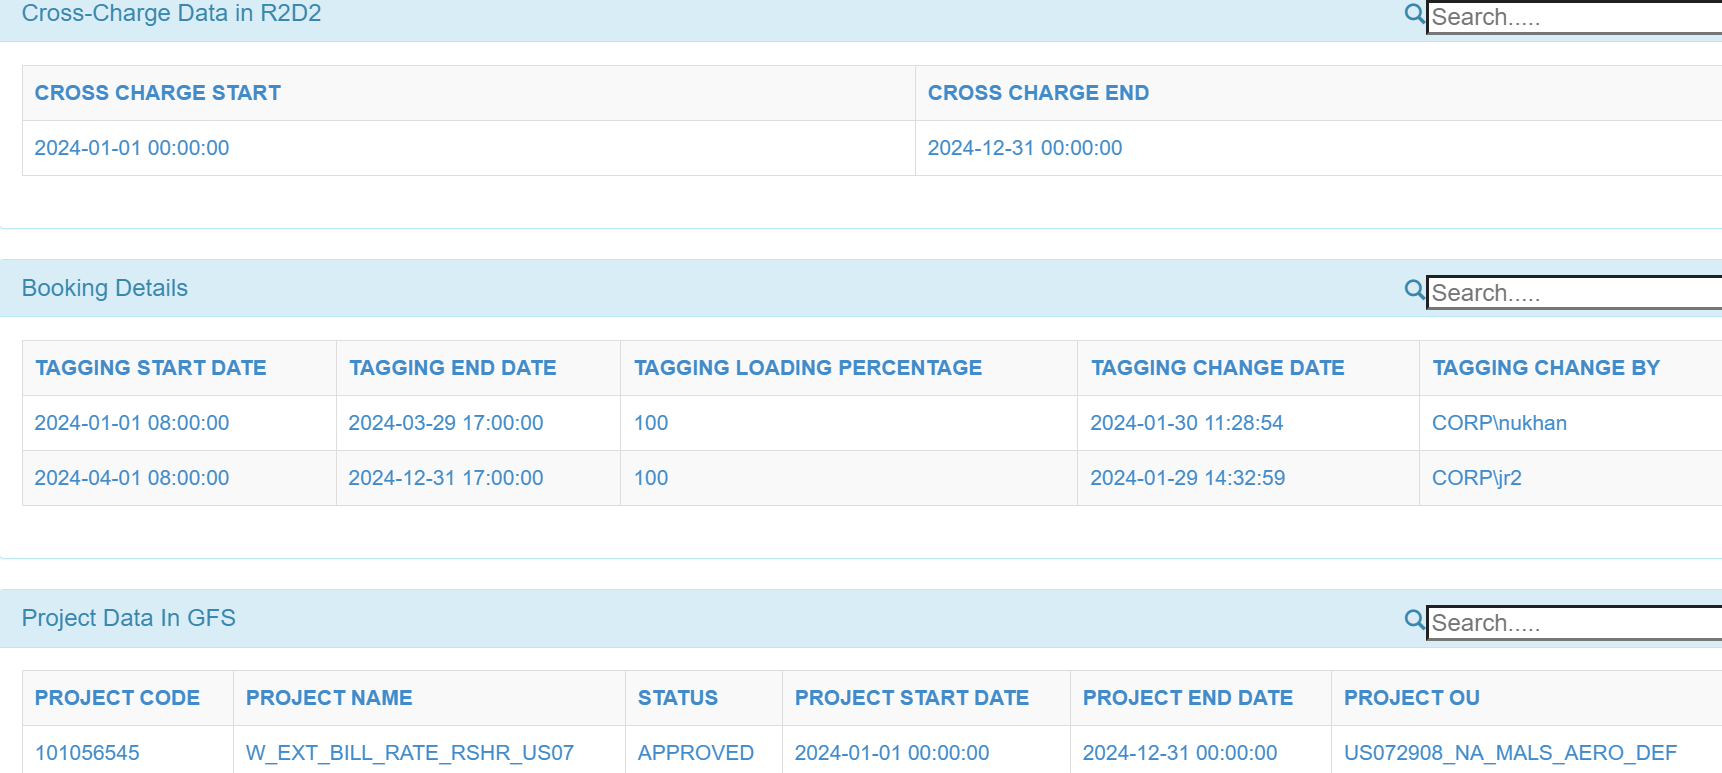 Cross-Charge Data in R2D2 Search.....
CROSS CHARGE START CROSS CHARGE END
2024-01-01 00:00:00 2024-12-31 00:00:00
Booking Details Search.....
TAGGING START DATE TAGGING END DATE TAGGING LOADING PERCENTAGE TAGGING CHANGE DATE TAGGING CHANGE BY
2024-01-01 08:00:00 2024-03-29 17:00:00 100 2024-01-30 11:28:54 CORP\nukhan
2024-04-01 08:00:00 2024-12-31 17:00:00 100 2024-01-29 14:32:59 CORP\jr2
Project Data In GFS Search.....
PROJECT CODE PROJECT NAME STATUS PROJECT START DATE PROJECT END DATE PROJECT OU
101056545 W_EXT_BILL_RATE_RSHR_US07 APPROVED 2024-01-01 00:00:00 2024-12-31 00:00:00 US072908_NA_MALS_AERO_DEF